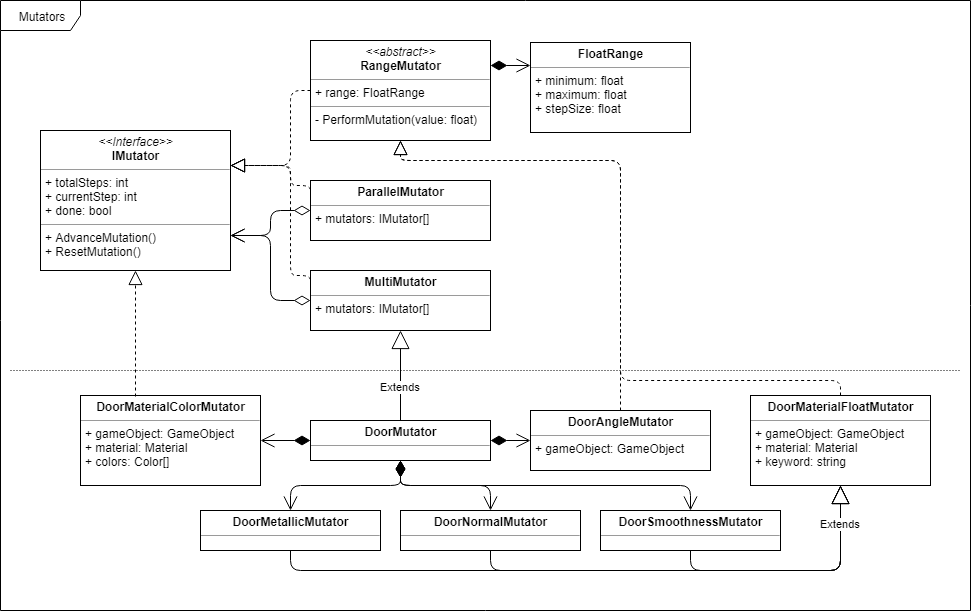 Mutators
<<abstract>>
RangeMutator
+ range: FloatRange
- PerformMutation(value: float)
FloatRange
+ minimum: float
+ maximum: float
+ stepSize: float
<<Interface>>
IMutator
+ totalSteps: int
+ currentStep: int
+ done: bool
+ AdvanceMutation()
+ ResetMutation()
ParallelMutator
+ mutators: IMutator[]
MultiMutator
+ mutators: IMutator[]
Extends
DoorMaterialColorMutator
+ gameObject: GameObject
+ material: Material
+ colors: Color[]
DoorMutator
DoorAngleMutator
+ gameObject: GameObject
DoorMaterialFloatMutator
+ gameObject: GameObject
+ material: Material
+ keyword: string
DoorMetallicMutator
DoorNormalMutator
DoorSmoothnessMutator
Extends